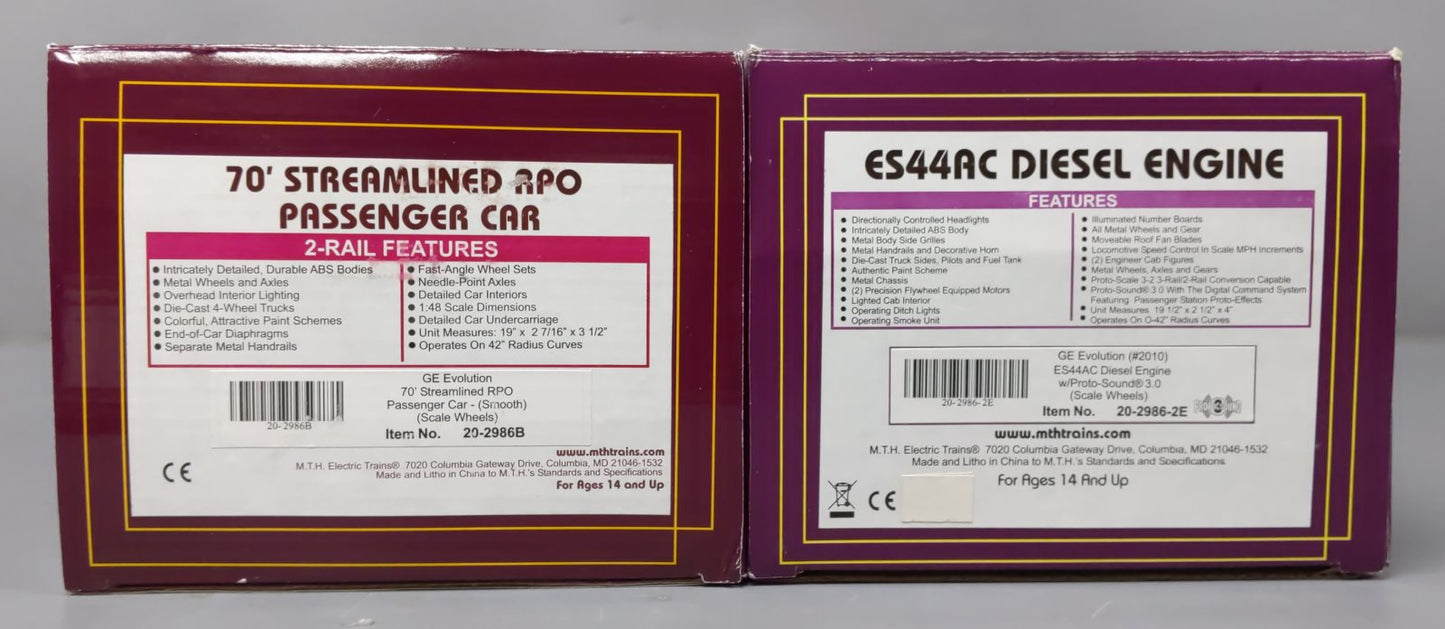 70' STREAMLINED RPO
PASSENGER CAR
2-RAIL FEATURES
● Intricately Detailed, Durable ABS Bodies
● Metal Wheels and Axles
● Overhead Interior Lighting
● Die-Cast 4-Wheel Trucks
● Colorful, Attractive Paint Schemes
● End-of-Car Diaphragms
● Separate Metal Handrails
● Fast-Angle Wheel Sets
● Needle-Point Axles
● Detailed Car Interiors
● 1:48 Scale Dimensions
● Detailed Car Undercarriage
● Unit Measures: 19" x 2 7/16" x 3 1/2"
● Operates On 42" Radius Curves
GE Evolution
70' Streamlined RPO
Passenger Car - (Smooth)
(Scale Wheels)
20-2986B
Item No. 20-2986B
www.mthtrains.com
M.T.H. Electric Trains® 7020 Columbia Gateway Drive, Columbia, MD 21046-1532
Made and Litho in China to M.T.H.'s Standards and Specifications
For Ages 14 and Up
CE
ES44AC DIESEL ENGINE
FEATURES
● Directionally Controlled Headlights
● Intricately Detailed ABS Body
● Metal Body Side Grilles
● Metal Handrails and Decorative Horn
● Die-Cast Truck Sides, Pilots and Fuel Tank
● Authentic Paint Scheme
● Metal Chassis
● (2) Precision Flywheel Equipped Motors
● Lighted Cab Interior
● Operating Ditch Lights
● Operating Smoke Unit
● Illuminated Number Boards
● All Metal Wheels and Gear
● Moveable Roof Fan Blades
● Locomotive Speed Control In Scale MPH Increments
● (2) Engineer Cab Figures
● Metal Wheels, Axles and Gears
● Proto-Scale 3-2 3-Rail/2-Rail Conversion Capable
● Proto-Sound® 3.0 With The Digital Command System
Featuring Passenger Station Proto-Effects
● Unit Measures 19 1/2" x 2 1/2" x 4"
● Operates On O-42" Radius Curves
GE Evolution (#2010)
ES44AC Diesel Engine
w/Proto-Sound® 3.0
(Scale Wheels)
20-2986-2E
Item No. 20-2986-2E
www.mthtrains.com
M.T.H. Electric Trains® 7020 Columbia Gateway Drive, Columbia, MD 21046-1532
Made and Litho in China to M.T.H.'s Standards and Specifications
For Ages 14 And Up
CE